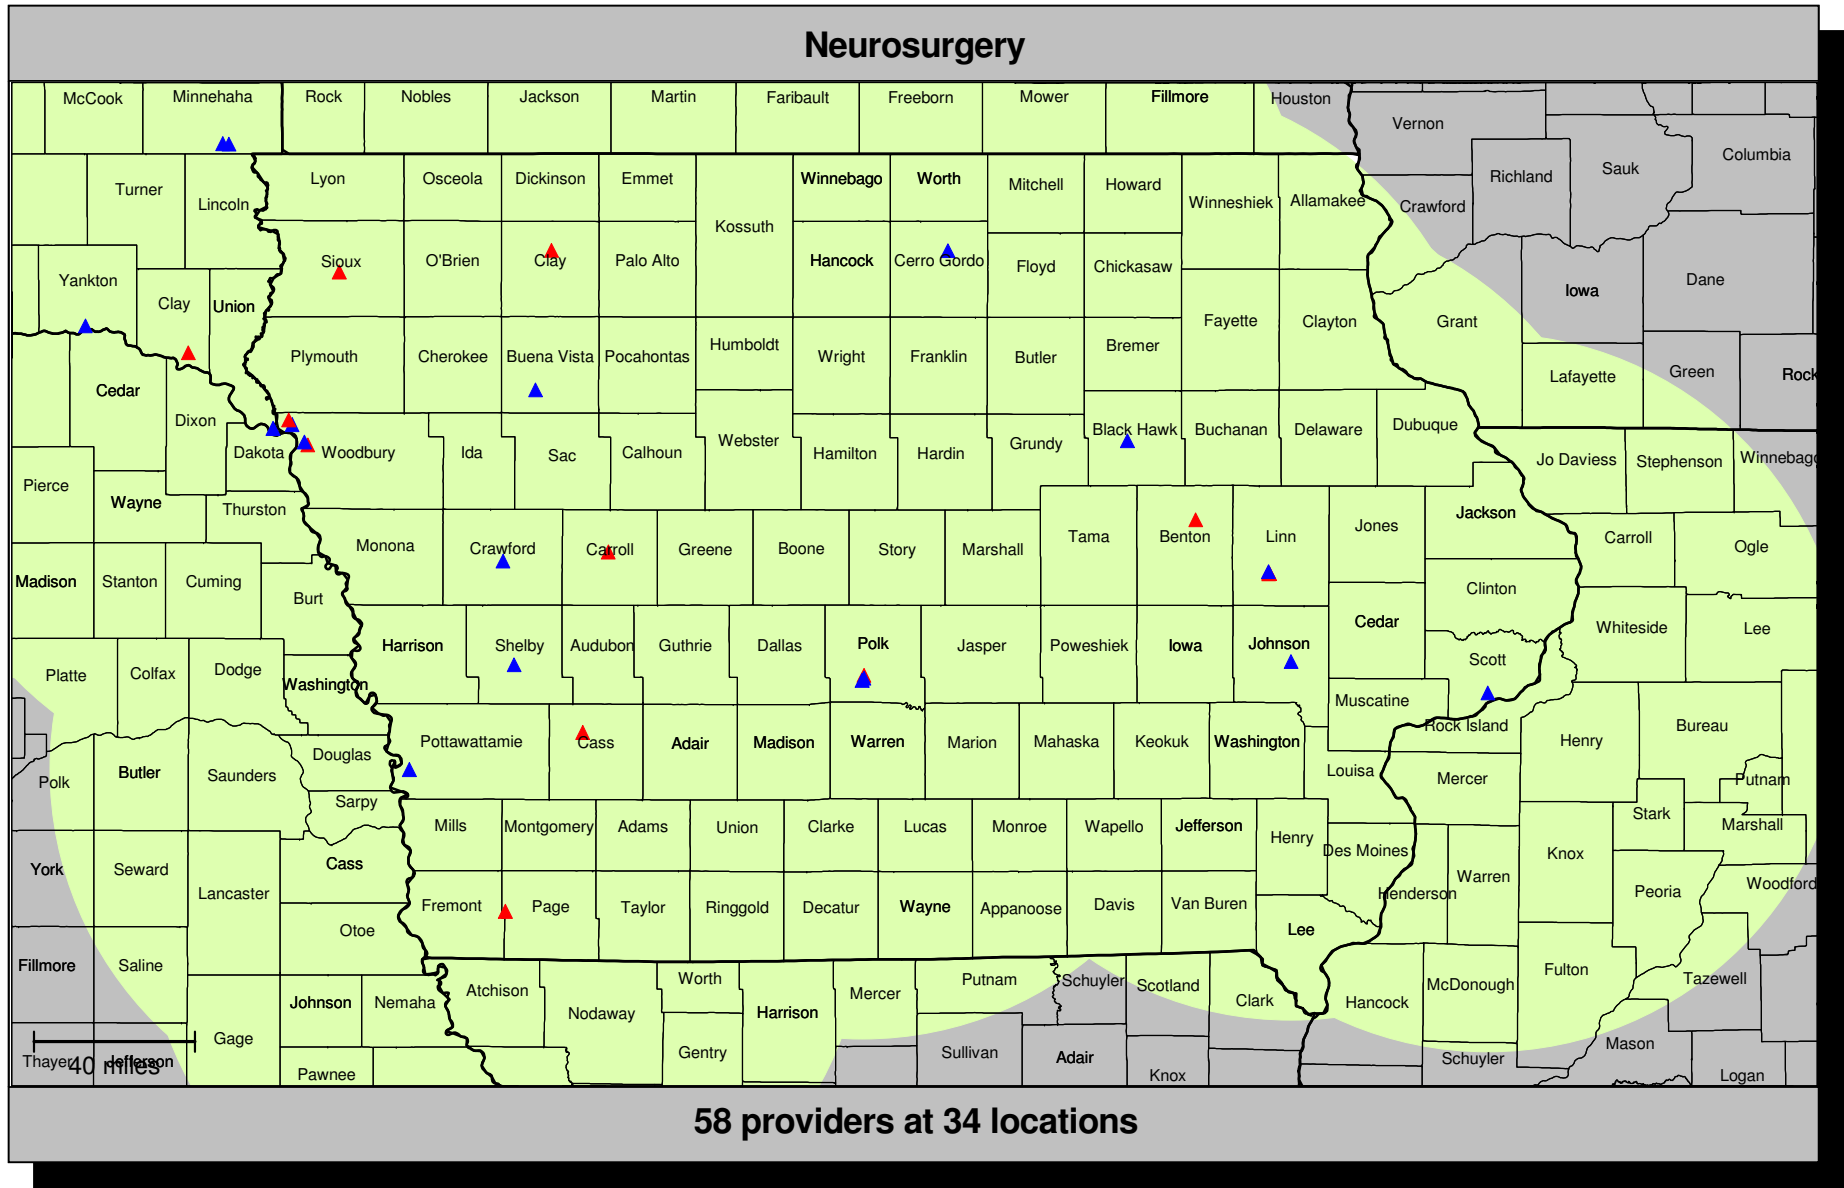 Neurosurgery
McCook Minnehaha Rock Nobles Jackson Martin Faribault Freeborn Mower Fillmore Houston
Vernon
Columbia
Sauk
Richland
Turner Lyon Osceola Dickinson Emmet Winnebago Worth Mitchell Howard
Lincoln Winneshiek Allamakee Crawford
Kossuth
Yankton Sioux O'Brien Clay Palo Alto Hancock Cerro Gordo Floyd Chickasaw Dane
Clay Union Iowa
Fayette Clayton Grant
Plymouth Cherokee Buena Vista Pocahontas Humboldt Wright Franklin Butler Bremer
Cedar Lafayette Green Rock
Dixon Black Hawk Buchanan Delaware Dubuque
Dakota Woodbury Ida Sac Calhoun Webster Hamilton Hardin Grundy Jo Daviess Stephenson Winnebago
Pierce
Wayne Thurston Jackson
Monona Crawford Carroll Greene Boone Story Marshall Tama Benton Linn Jones Carroll Ogle
Madison Stanton Cuming Burt Clinton
Cedar Whiteside Lee
Harrison Shelby Audubon Guthrie Dallas Polk Jasper Poweshiek Iowa Johnson Scott
Platte Colfax Dodge Washington
Muscatine Rock Island Bureau
Pottawattamie Cass Adair Madison Warren Marion Mahaska Keokuk Washington Henry
Douglas
Polk Butler Saunders Louisa Mercer Putnam
Sarpy Mills Montgomery Adams Union Clarke Lucas Monroe Wapello Jefferson Henry Stark Marshall
York Seward Cass Des Moines Knox
Lancaster Henderson Warren Peoria Woodford
Fremont Page Taylor Ringgold Decatur Wayne Appanoose Davis Van Buren
Otoe Lee
Fillmore Saline Fulton
Johnson Nemaha Atchison Worth Mercer Putnam Schuyler Scotland Clark Hancock McDonough Tazewell
Nodaway Harrison
Gage Gentry Sullivan Adair Schuyler Mason
Thayer Jefferson
40 miles
Pawnee Knox Logan
58 providers at 34 locations